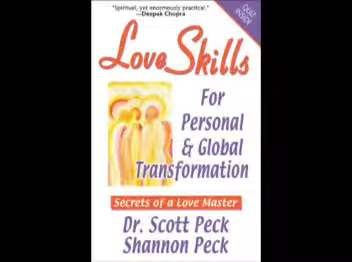 "Spiritual, yet enormously practical."
—Deepak Chopra
QUIZ
INSIDE
Love Skills
For
Personal
& Global
Transformation
Secrets of a Love Master
Dr. Scott Peck
Shannon Peck